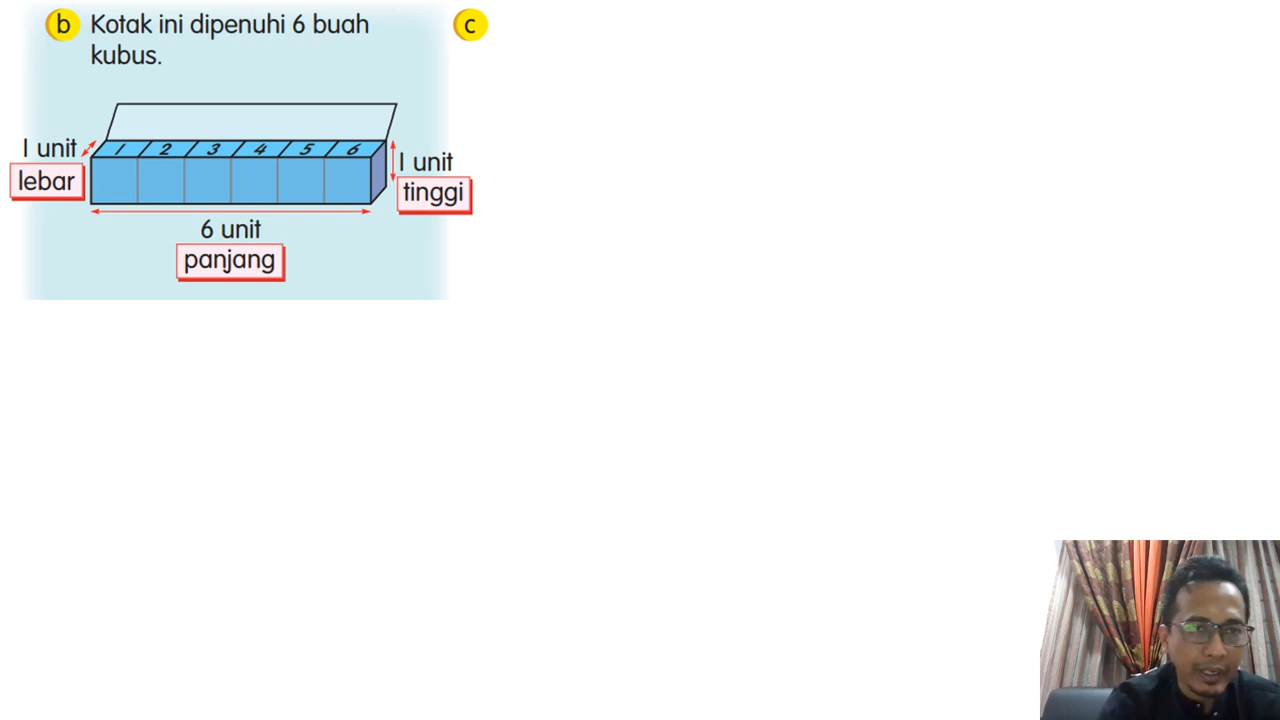 b Kotak ini dipenuhi 6 buah
kubus.
c
1 unit
lebar
1 2 3 4 5 6
1 unit
tinggi
6 unit
panjang